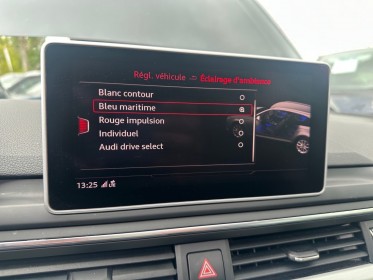 Régl. véhicule Éclairage d'ambiance
Blanc contour
Bleu maritime
Rouge impulsion
Individuel
Audi drive select
13:25